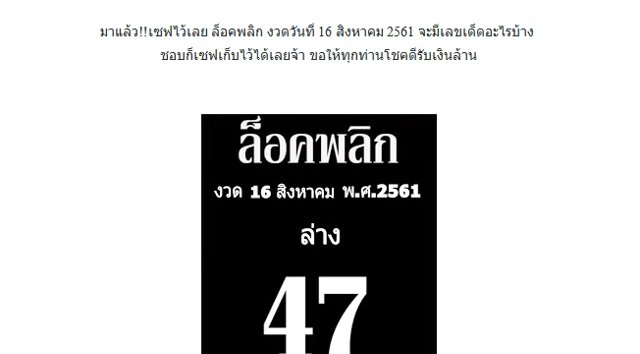 มาแล้ว!!เซฟไว้เลย ล็อคพลิก งวดวันที่ 16 สิงหาคม 2561 จะมีเลขเด็ดอะไรบ้าง
ชอบก็เซฟเก็บไว้ได้เลยจ้า ขอให้ทุกท่านโชคดีรับเงินล้าน
ล็อคพลิก
งวด 16 สิงหาคม พ.ศ.2561
ล่าง
47